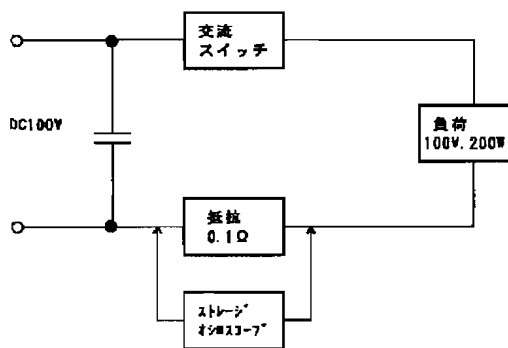 交流
スイッチ
DC100V
負荷
100V, 200W
抵抗
0.1Ω
ストレージ
オシロスコープ